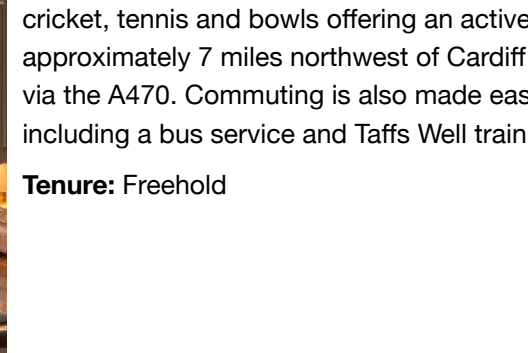 cricket, tennis and bowls offering an active
approximately 7 miles northwest of Cardiff
via the A470. Commuting is also made eas
including a bus service and Taffs Well train
Tenure: Freehold